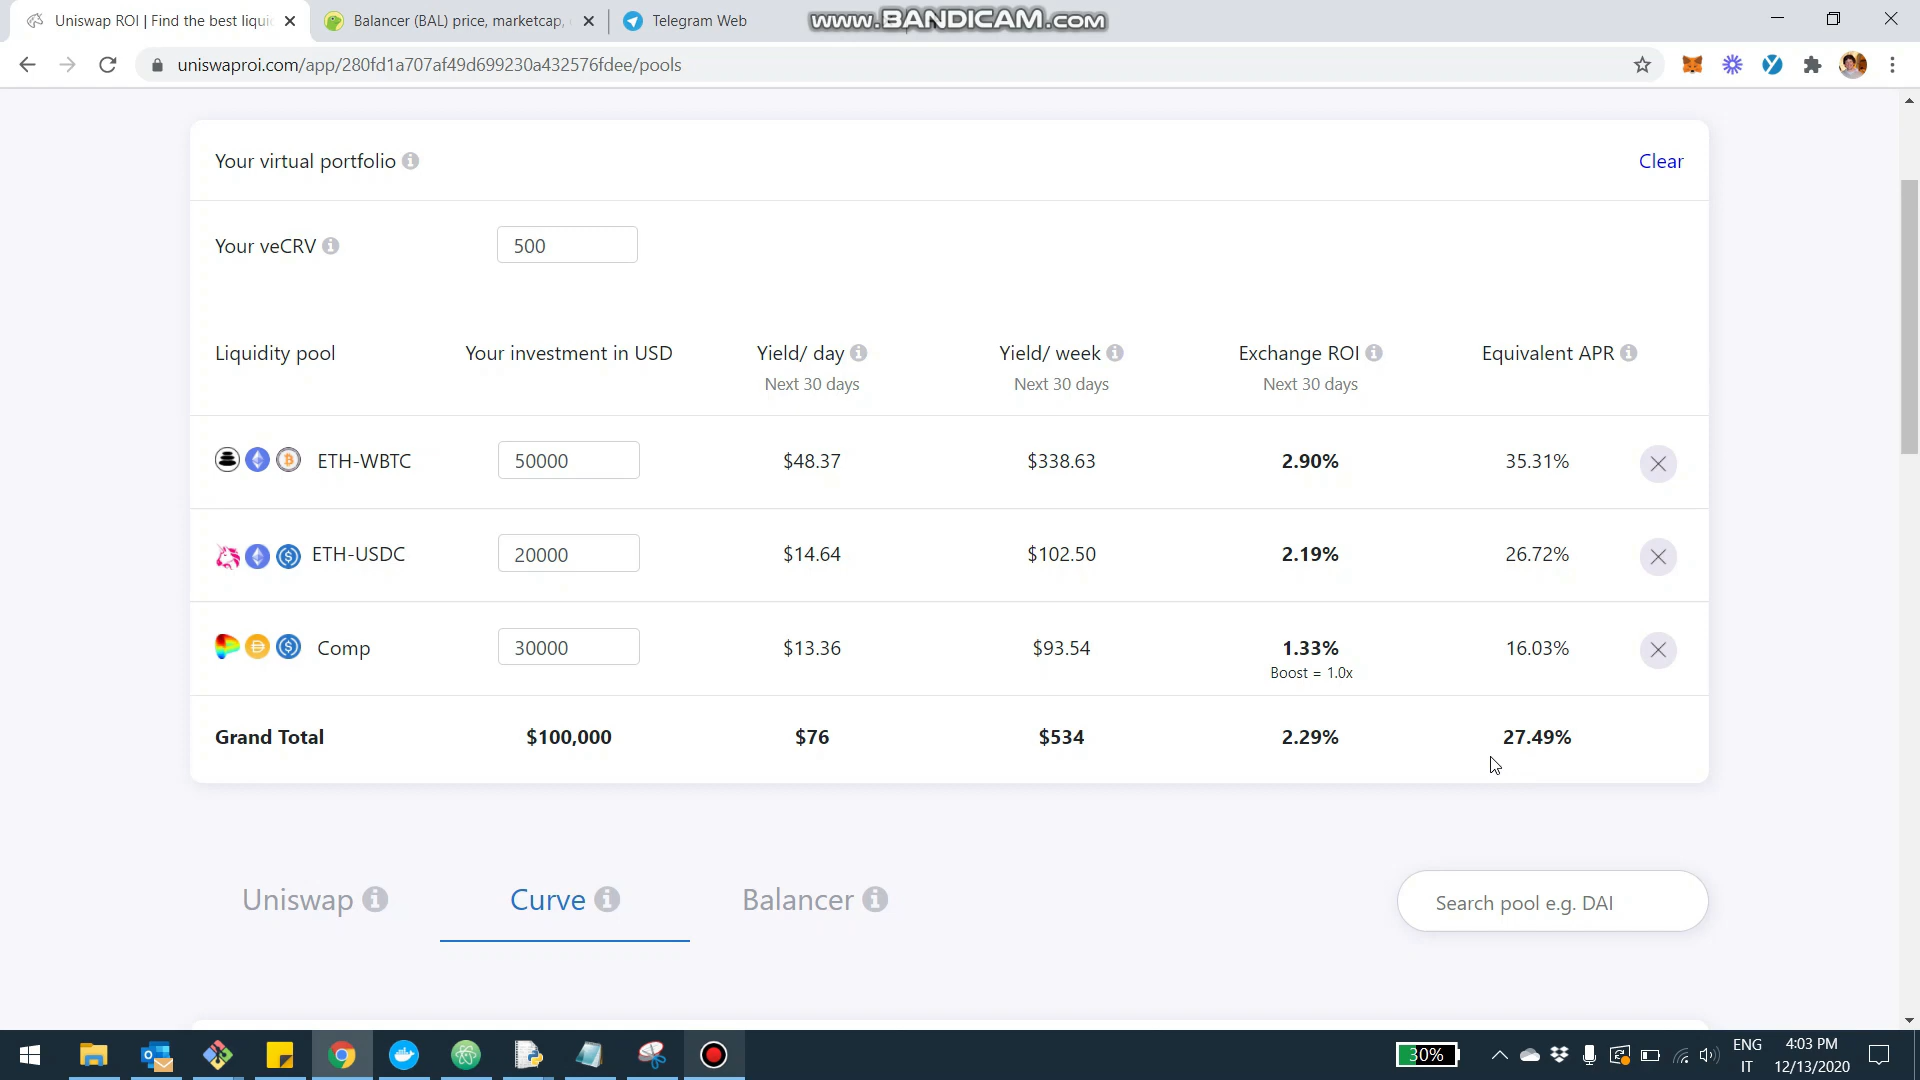 Uniswap ROI | Find the best liquid
Balancer (BAL) price, marketcap,
Telegram Web
www.BANDICAM.com
uniswaproi.com/app/280fd1a707af49d699230a432576fdee/pools
Your virtual portfolio
Clear
Your veCRV
500
Liquidity pool
Your investment in USD
Yield/ day
Yield/ week
Exchange ROI
Equivalent APR
Next 30 days
Next 30 days
Next 30 days
ETH-WBTC
50000
$48.37
$338.63
2.90%
35.31%
ETH-USDC
20000
$14.64
$102.50
2.19%
26.72%
Comp
30000
$13.36
$93.54
1.33%
16.03%
Boost = 1.0x
Grand Total
$100,000
$76
$534
2.29%
27.49%
Uniswap
Curve
Balancer
Search pool e.g. DAI
30%
ENG
IT
4:03 PM
12/13/2020